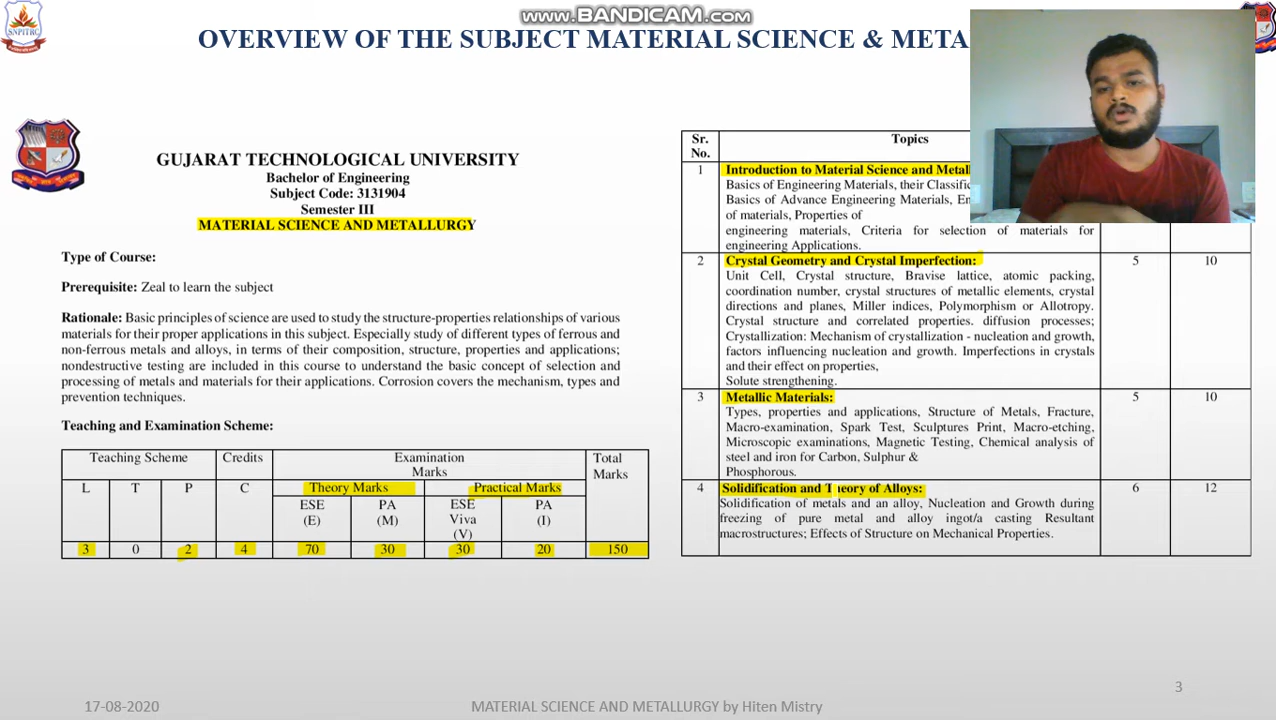 www.BANDICAM.com
SNPITRC
OVERVIEW OF THE SUBJECT MATERIAL SCIENCE &
GUJARAT TECHNOLOGICAL UNIVERSITY
Bachelor of Engineering
Subject Code: 3131904
Semester III
MATERIAL SCIENCE AND METALLURGY
Type of Course:
Prerequisite: Zeal to learn the subject
Rationale: Basic principles of science are used to study the structure-properties relationships of various
materials for their proper applications in this subject. Especially study of different types of ferrous and
non-ferrous metals and alloys, in terms of their composition, structure, properties and applications;
nondestructive testing are included in this course to understand the basic concept of selection and
processing of metals and materials for their applications. Corrosion covers the mechanism, types and
prevention techniques.
Teaching and Examination Scheme:
Teaching Scheme Credits Examination Total
Marks Marks
L T P C Theory Marks Practical Marks
ESE PA ESE PA
(E) (M) Viva (I)
(V)
3 0 2 4 70 30 30 20 150
Sr. Topics
No.
1 Introduction to Material Science and
Basics of Engineering Materials, their
Basics of Advance Engineering Materials,
of materials, Properties of
engineering materials, Criteria for selection of materials for
engineering Applications.
2 Crystal Geometry and Crystal Imperfection: 5 10
Unit Cell, Crystal structure, Bravise lattice, atomic packing,
coordination number, crystal structures of metallic elements, crystal
directions and planes, Miller indices, Polymorphism or Allotropy.
Crystal structure and correlated properties. diffusion processes;
Crystallization: Mechanism of crystallization - nucleation and growth,
factors influencing nucleation and growth. Imperfections in crystals
and their effect on properties,
Solute strengthening.
3 Metallic Materials: 5 10
Types, properties and applications, Structure of Metals, Fracture,
Macro-examination, Spark Test, Sculptures Print, Macro-etching,
Microscopic examinations, Magnetic Testing, Chemical analysis of
steel and iron for Carbon, Sulphur &
Phosphorous.
4 Solidification and Theory of Alloys: 6 12
Solidification of metals and an alloy, Nucleation and Growth during
freezing of pure metal and alloy ingot/a casting Resultant
macrostructures; Effects of Structure on Mechanical Properties.
3
17-08-2020
MATERIAL SCIENCE AND METALLURGY by Hiten Mistry